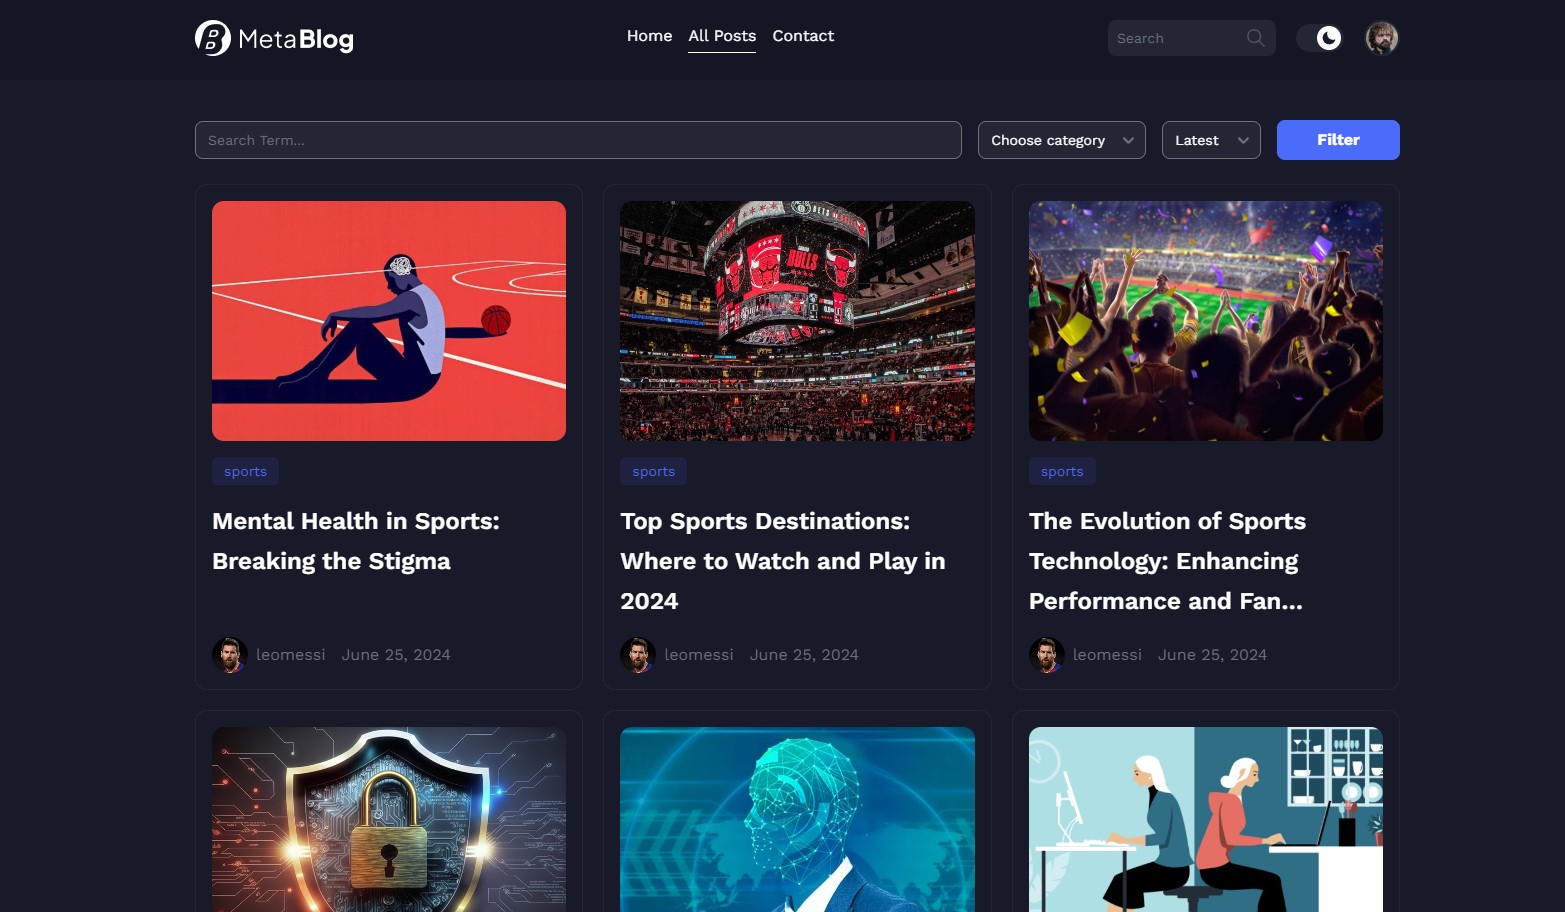 MetaBlog
Home
All Posts
Contact
Search
Search Term...
Choose category
Latest
Filter
BULLS
UNITED CENTER
sports
sports
sports
Mental Health in Sports:
Breaking the Stigma
Top Sports Destinations:
Where to Watch and Play in
2024
The Evolution of Sports
Technology: Enhancing
Performance and Fan...
leomessi
June 25, 2024
leomessi
June 25, 2024
leomessi
June 25, 2024